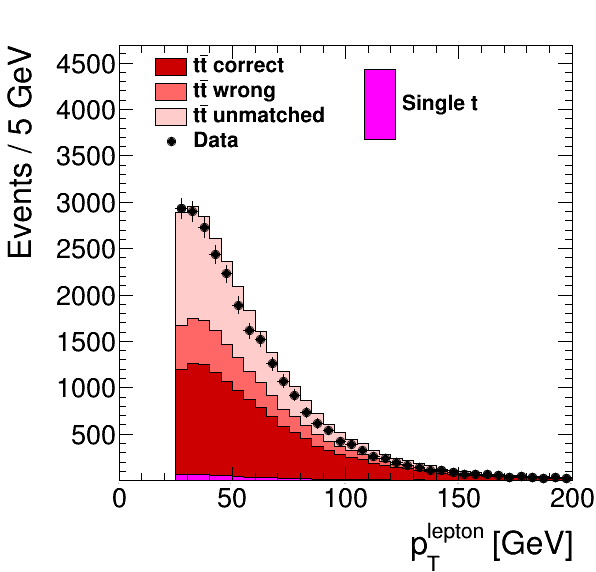 Events / 5 GeV
4500
4000
3500
3000
2500
2000
1500
1000
500
tt̄ correct
tt̄ wrong
tt̄ unmatched
Data
Single t
0 50 100 150 200
p_T^lepton [GeV]